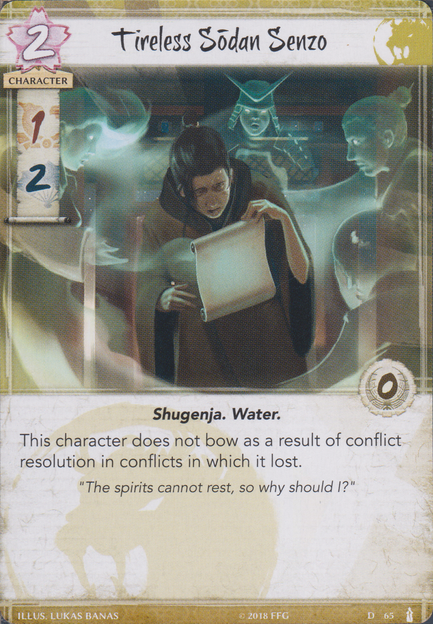 2
Tireless Sōdan Senzo
CHARACTER
1
2
0
Shugenja. Water.
This character does not bow as a result of conflict
resolution in conflicts in which it lost.
"The spirits cannot rest, so why should I?"
ILLUS. LUKAS BANAS © 2018 FFG D 65